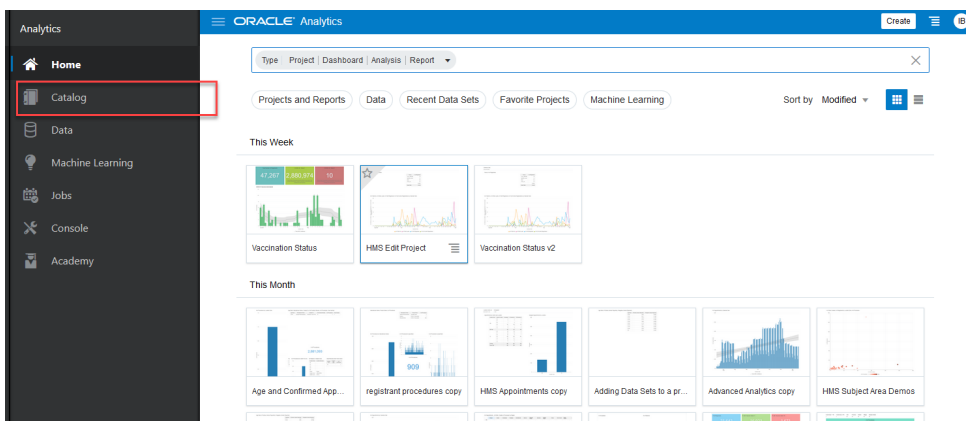 Analytics
Home
Catalog
Data
Machine Learning
Jobs
Console
Academy
ORACLE Analytics
Create
IB
Type Project | Dashboard | Analysis | Report
Projects and Reports Data Recent Data Sets Favorite Projects Machine Learning Sort by Modified
This Week
47,267 2,880,974 10
Vaccination Status HMS Edit Project Vaccination Status v2
This Month
909
Age and Confirmed App... registrant procedures copy HMS Appointments copy Adding Data Sets to a pr... Advanced Analytics copy HMS Subject Area Demos